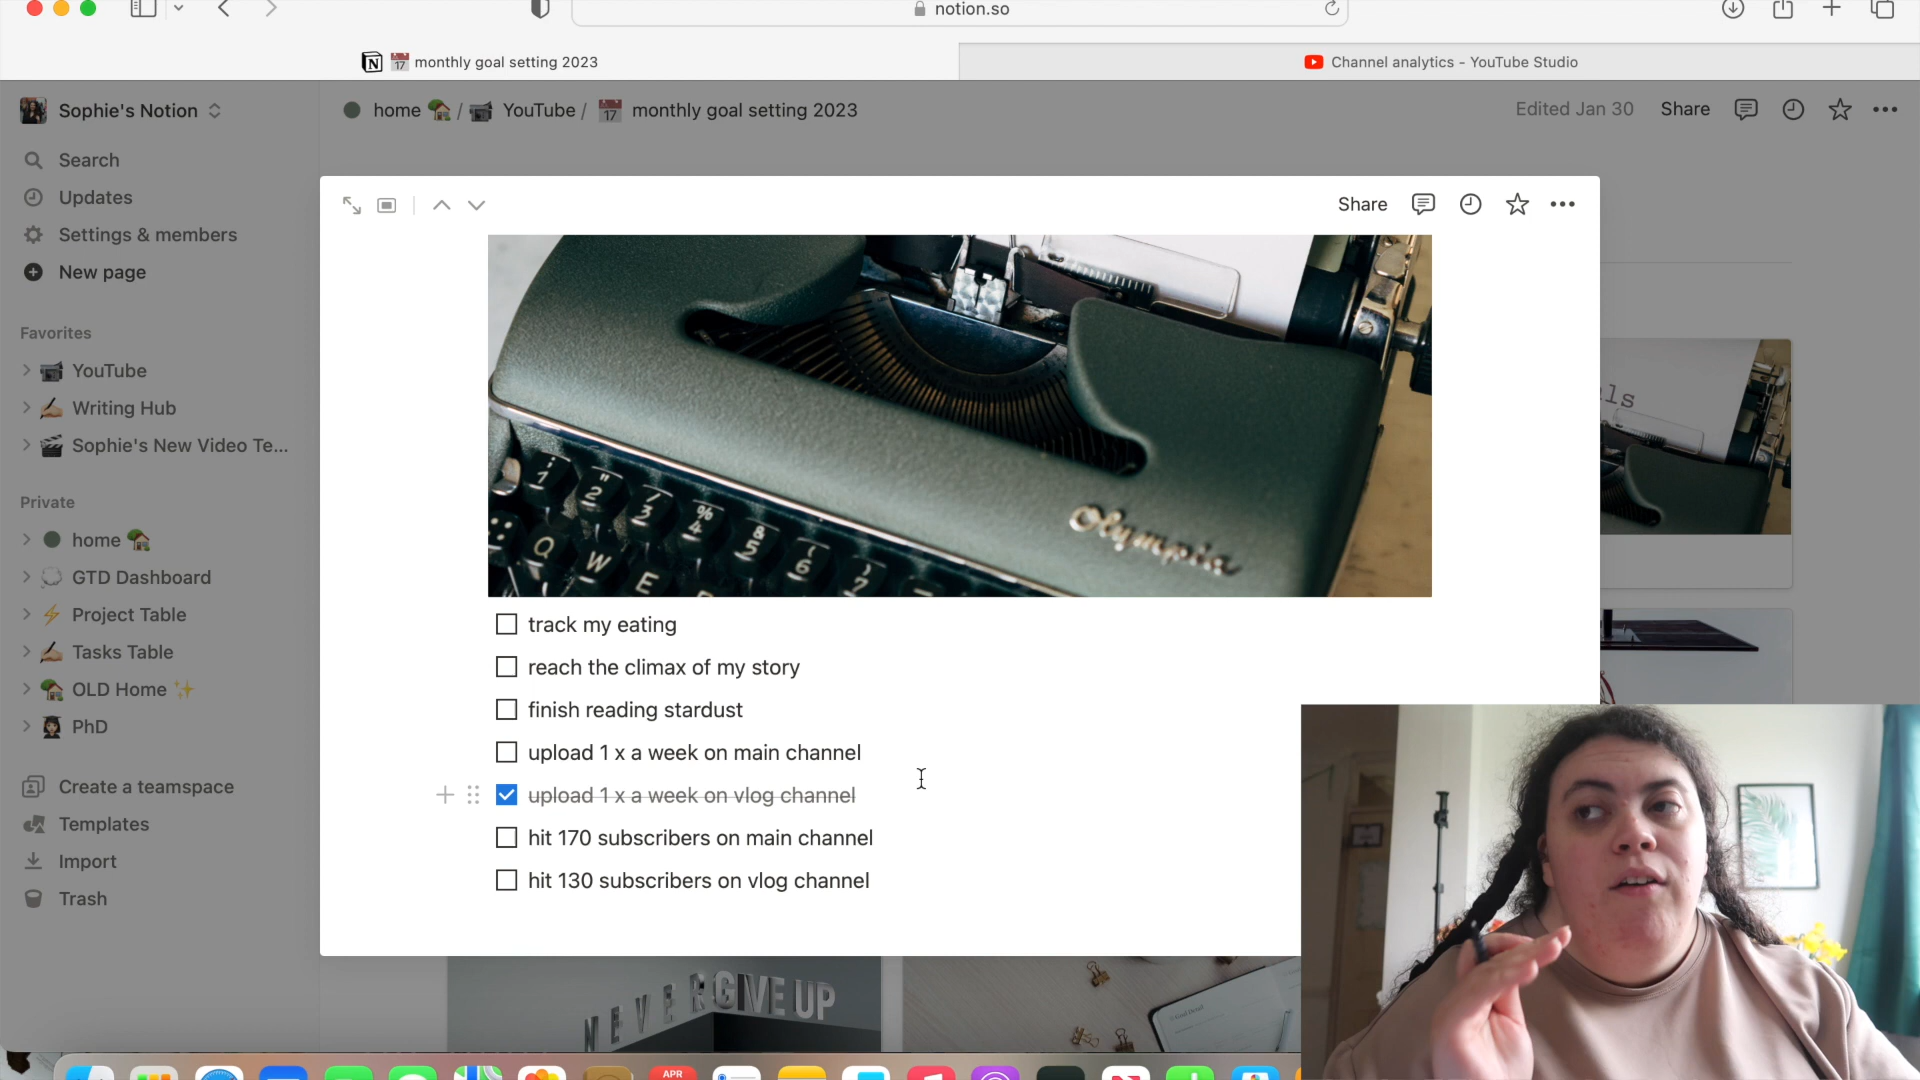 notion.so
monthly goal setting 2023
Channel analytics - YouTube Studio
Sophie's Notion
home / YouTube / monthly goal setting 2023
Edited Jan 30
Share
Search
Updates
Settings & members
New page
Favorites
YouTube
Writing Hub
Sophie's New Video Te...
Private
home
GTD Dashboard
Project Table
Tasks Table
OLD Home
PhD
Create a teamspace
Templates
Import
Trash
Share
Olympia
Q W E
track my eating
reach the climax of my story
finish reading stardust
upload 1 x a week on main channel
upload 1 x a week on vlog channel
hit 170 subscribers on main channel
hit 130 subscribers on vlog channel
NEVER GIVE UP
APR